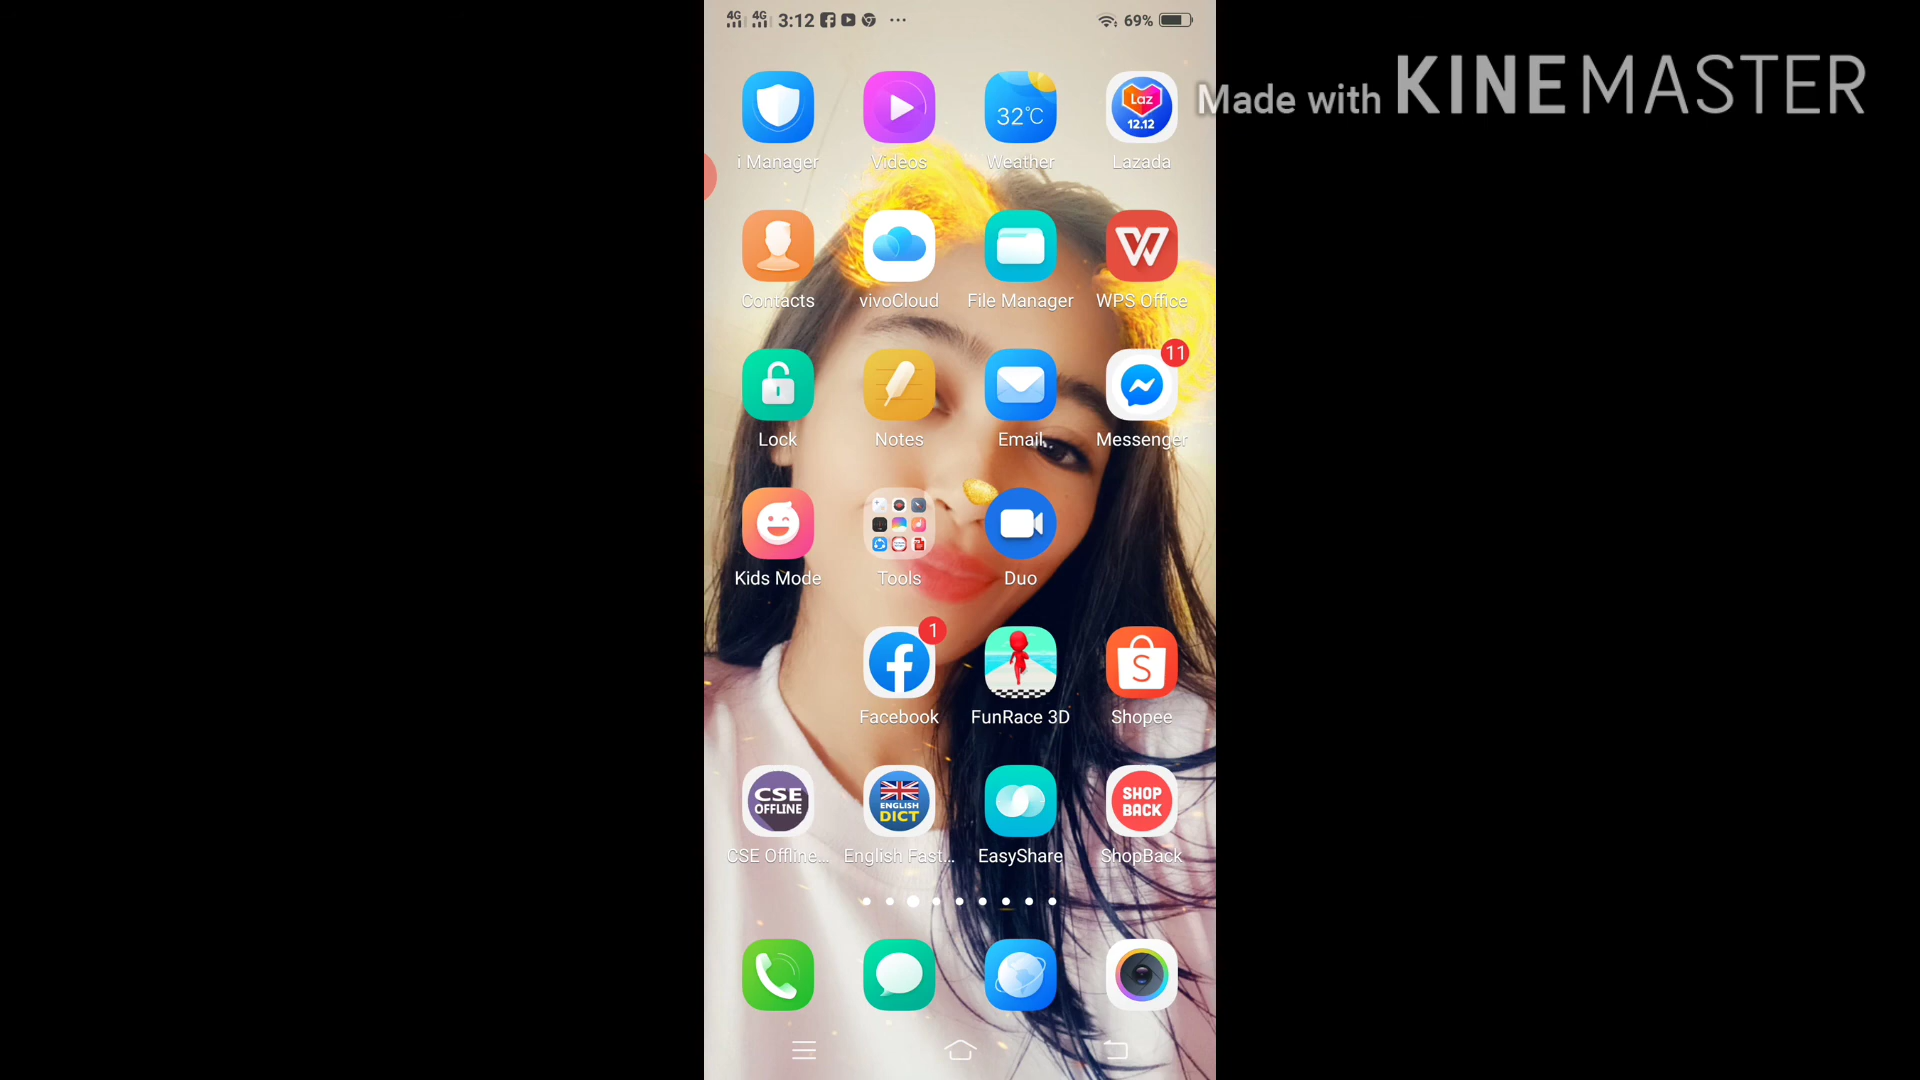 4G 4G 3:12 69%
Made with KINEMASTER
32°C
Laz
12.12
i Manager Videos Weather Lazada
Contacts vivoCloud File Manager WPS Office
11
Lock Notes Email Messenger
Kids Mode Tools Duo
1
S
Facebook FunRace 3D Shopee
CSE
OFFLINE
ENGLISH
DICT
SHOP
BACK
CSE Offline... English Fast... EasyShare ShopBack